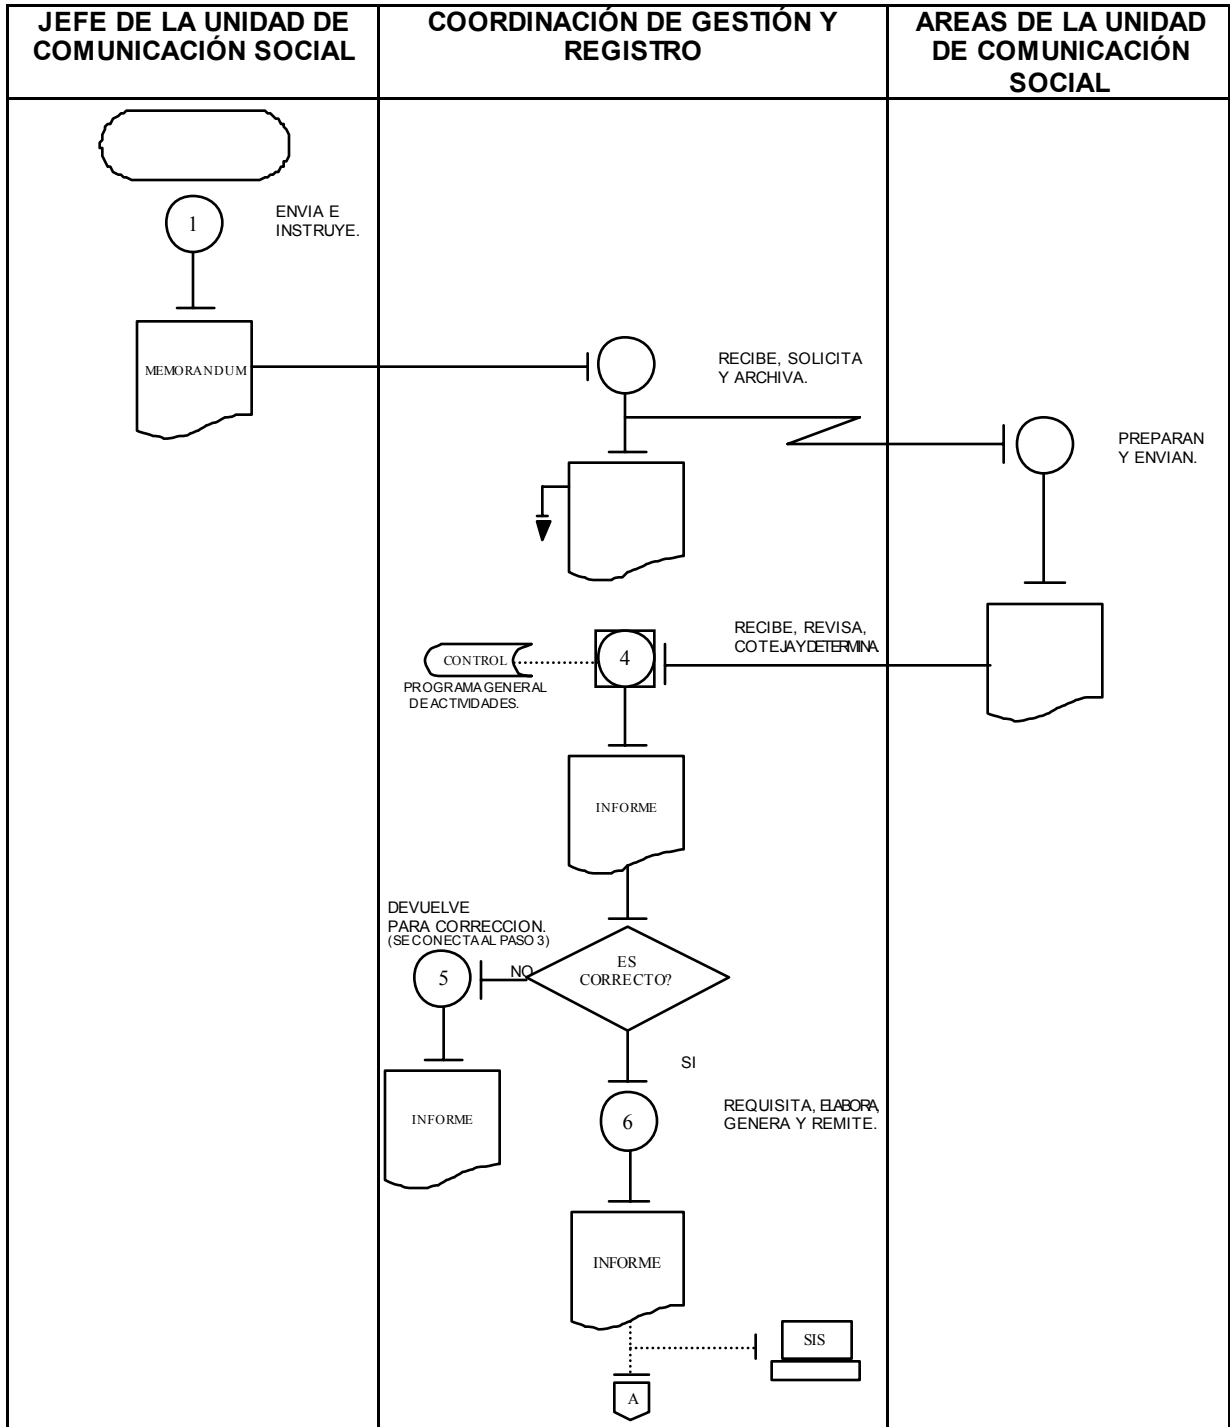 JEFE DE LA UNIDAD DE
COMUNICACIÓN SOCIAL
COORDINACIÓN DE GESTIÓN Y
REGISTRO
AREAS DE LA UNIDAD
DE COMUNICACIÓN
SOCIAL
1
ENVIA E
INSTRUYE.
MEMORANDUM
RECIBE, SOLICITA
Y ARCHIVA.
PREPARAN
Y ENVIAN.
RECIBE, REVISA,
COTEJA Y DETERMINA.
CONTROL
4
PROGRAMA GENERAL
DE ACTIVIDADES.
INFORME
DEVUELVE
PARA CORRECCION.
(SE CONECTA AL PASO 3)
5
NO
ES
CORRECTO?
SI
INFORME
6
REQUISITA, ELABORA,
GENERA Y REMITE.
INFORME
SIS
A